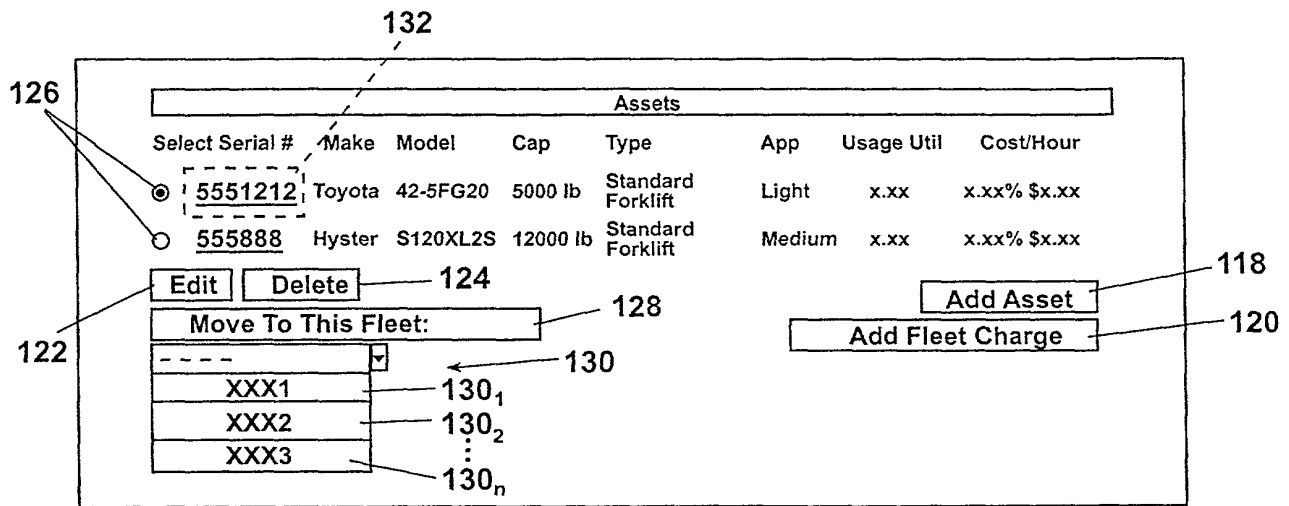 132
126
Assets
Select Serial # Make Model Cap Type App Usage Util Cost/Hour
5551212 Toyota 42-5FG20 5000 lb Standard Forklift Light x.xx x.xx% $x.xx
555888 Hyster S120XL2S 12000 lb Standard Forklift Medium x.xx x.xx% $x.xx
Edit Delete 124 118
Add Asset
Move To This Fleet: 128
Add Fleet Charge 120
122
- - - - 130
XXX1 130₁
XXX2 130₂
⋮
XXX3 130ₙ